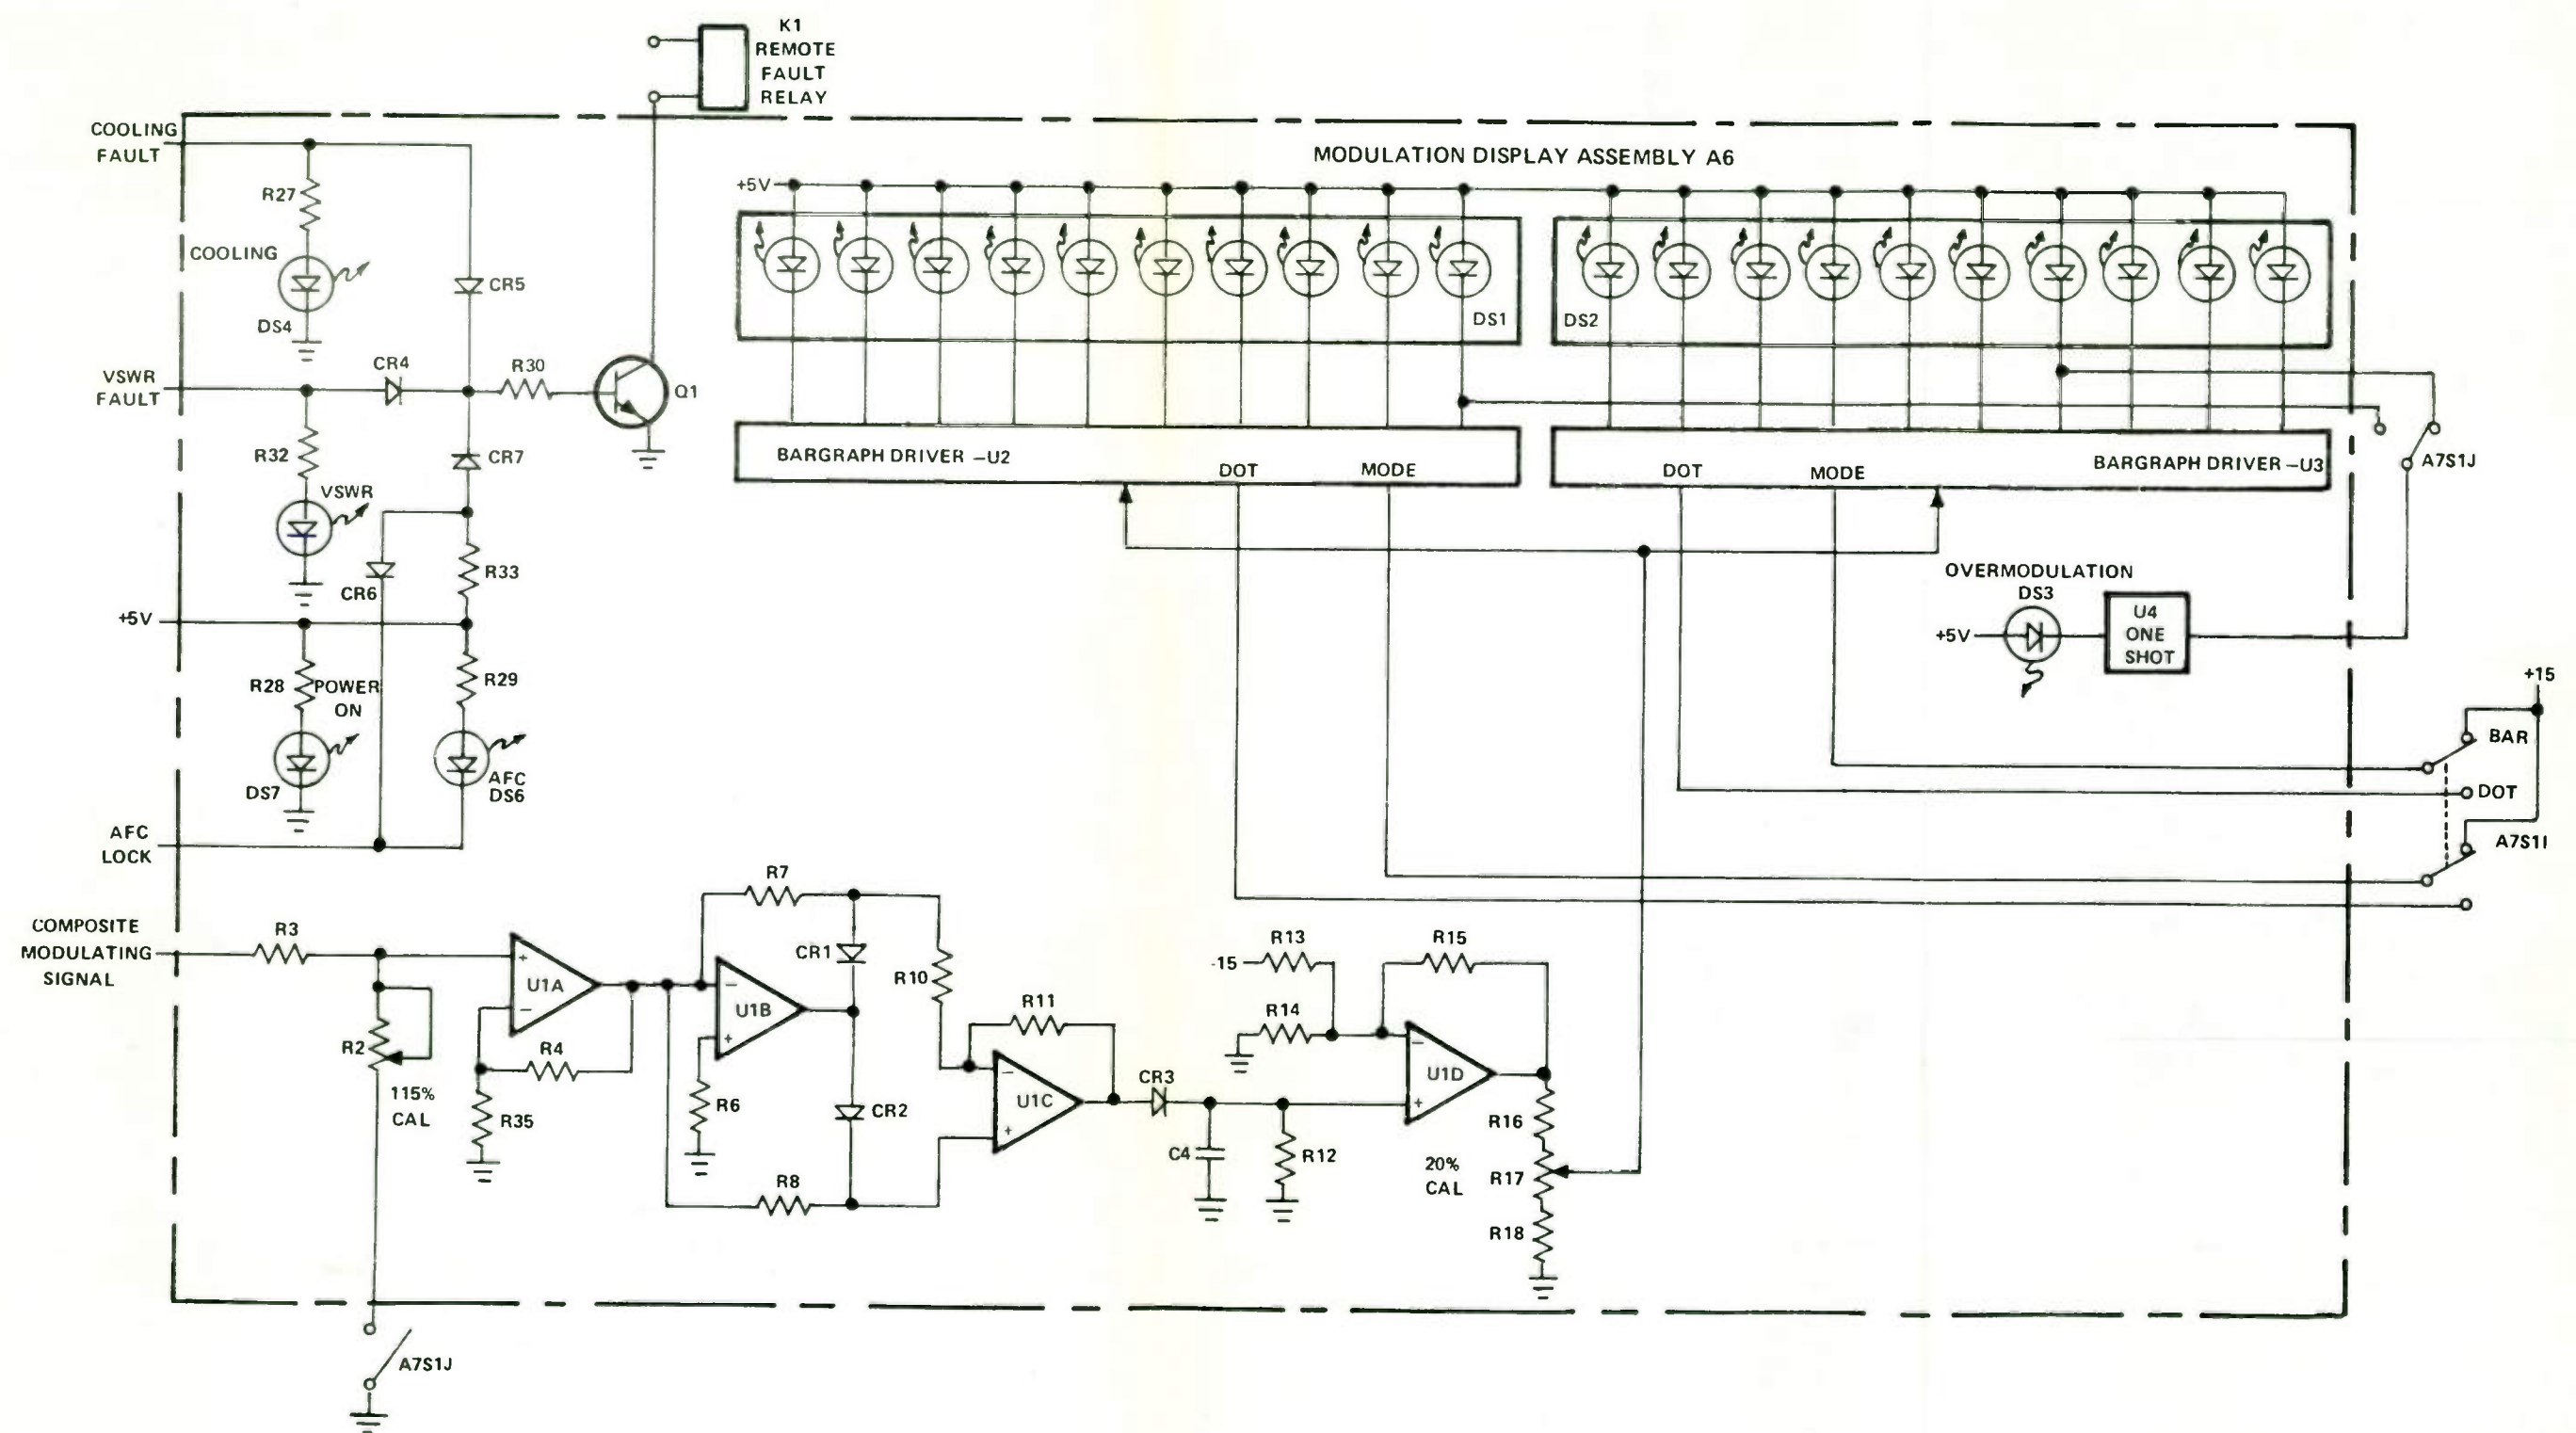 K1
REMOTE
FAULT
RELAY
COOLING
FAULT
MODULATION DISPLAY ASSEMBLY A6
+5V
R27
COOLING
DS4
CR5
DS1
DS2
VSWR
FAULT
CR4
R30
Q1
R32
CR7
VSWR
BARGRAPH DRIVER -U2
DOT
MODE
DOT
MODE
BARGRAPH DRIVER -U3
A7S1J
CR6
R33
+5V
OVERMODULATION
DS3
+5V
U4
ONE
SHOT
R28
POWER
ON
R29
DS7
AFC
DS6
+15
BAR
DOT
A7S1I
AFC
LOCK
COMPOSITE
MODULATING
SIGNAL
R3
R2
115%
CAL
+
U1A
−
R4
R35
R7
CR1
−
U1B
+
R6
CR2
R8
R10
R11
−
U1C
+
CR3
C4
R12
-15
R13
R14
R15
−
U1D
+
R16
20%
CAL
R17
R18
A7S1J